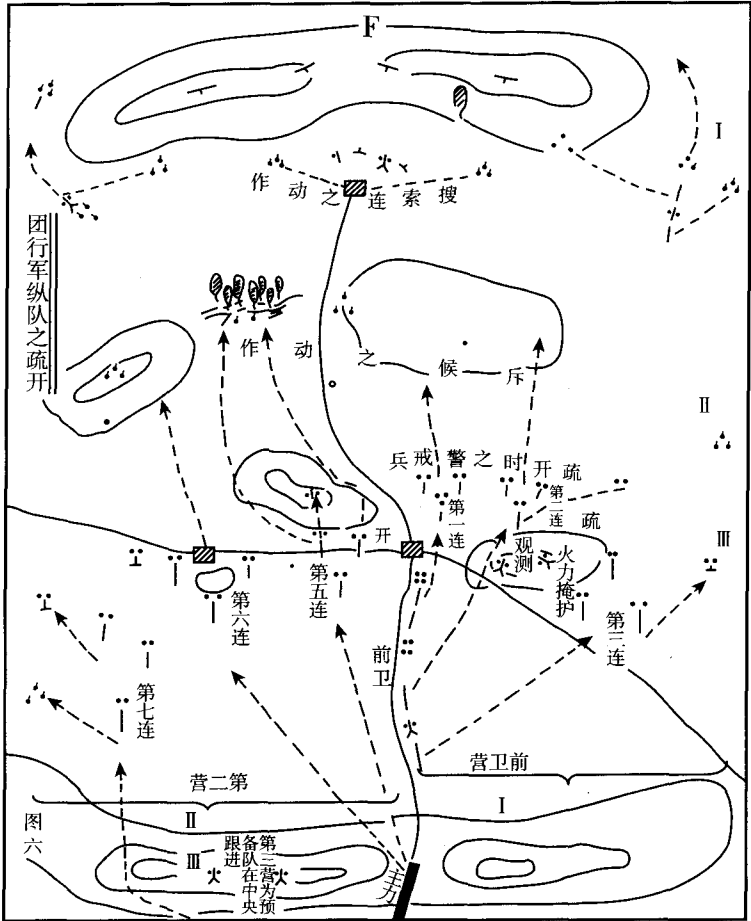 F
I
作动之连索搜
团行军纵队之疏开
作动之候斥
II
兵戒警之时开疏
第一连
第二连
疏
开
III
观测
火力掩护
第五连
第六连
第三连
前卫
第七连
营二第
营卫前
II
I
图六
III
第三营为预
备队在中央
跟进
主力